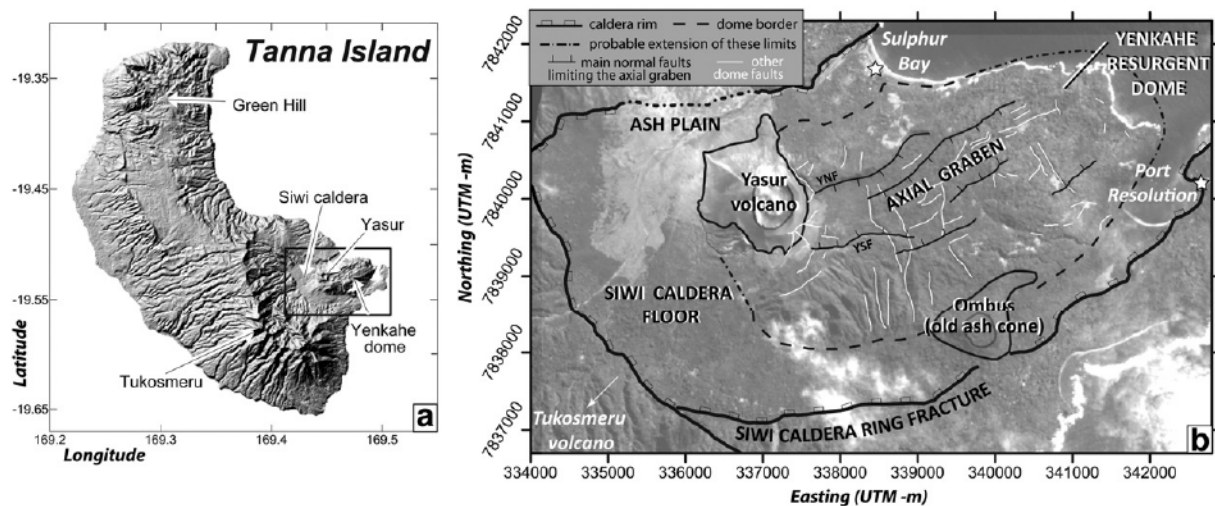 Tanna Island
Green Hill
Siwi caldera
Yasur
Yenkahe
dome
Tukosmeru
Latitude
-19.35
-19.45
-19.55
-19.65
169.2
169.3
169.4
169.5
Longitude
a
caldera rim
dome border
probable extension of these limits
main normal faults
limiting the axial graben
other
dome faults
Sulphur
Bay
YENKAHE
RESURGENT
DOME
ASH PLAIN
Yasur
volcano
YNF
AXIAL GRABEN
Port
Resolution
YSF
SIWI CALDERA
FLOOR
Ombus
(old ash cone)
Tukosmeru
volcano
SIWI CALDERA RING FRACTURE
b
Northing (UTM -m)
7842000
7841000
7840000
7839000
7838000
7837000
334000
335000
336000
337000
338000
339000
340000
341000
342000
Easting (UTM -m)